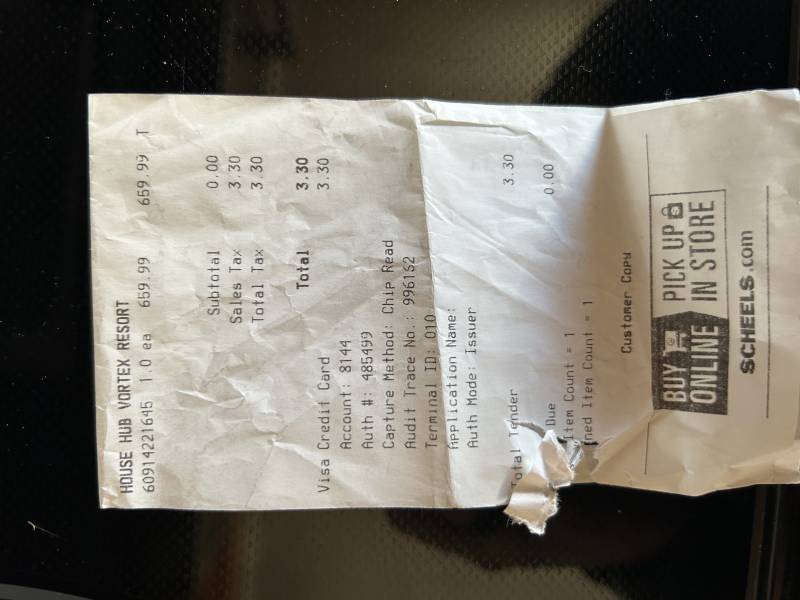 HOUSE HUB VORTEX RESORT
60914221645 1.0 ea 659.99 659.99 T
Subtotal 0.00
Sales Tax 3.30
Total Tax 3.30
Total 3.30
Visa Credit Card 3.30
Account: 8144
Auth #: 485499
Capture Method: Chip Read
Audit Trace No.: 996152
Terminal ID: 010
Application Name:
Auth Mode: Issuer
Total Tender 3.30
Due 0.00
Item Count = 1
ned Item Count = 1
Customer Copy
BUY ONLINE PICK UP IN STORE
SCHEELS.com